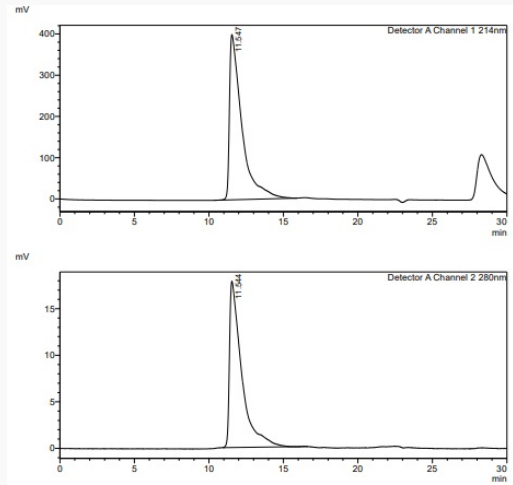 mV
Detector A Channel 1 214nm
11.547
400
300
200
100
0
0 5 10 15 20 25 30
min
mV
Detector A Channel 2 280nm
11.544
15
10
5
0
0 5 10 15 20 25 30
min